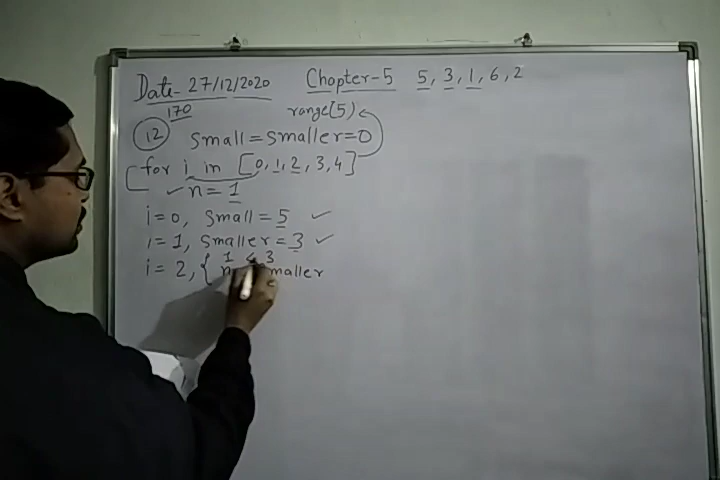 Date- 27/12/2020 Chapter-5 5, 3, 1, 6, 2
170 range(5)
12 Small = Smaller = 0
for i in [0, 1, 2, 3, 4]
✓ n = 1
i = 0, Small = 5 ✓
i = 1, Smaller = 3 ✓
1 < 3
i = 2, { n Smaller